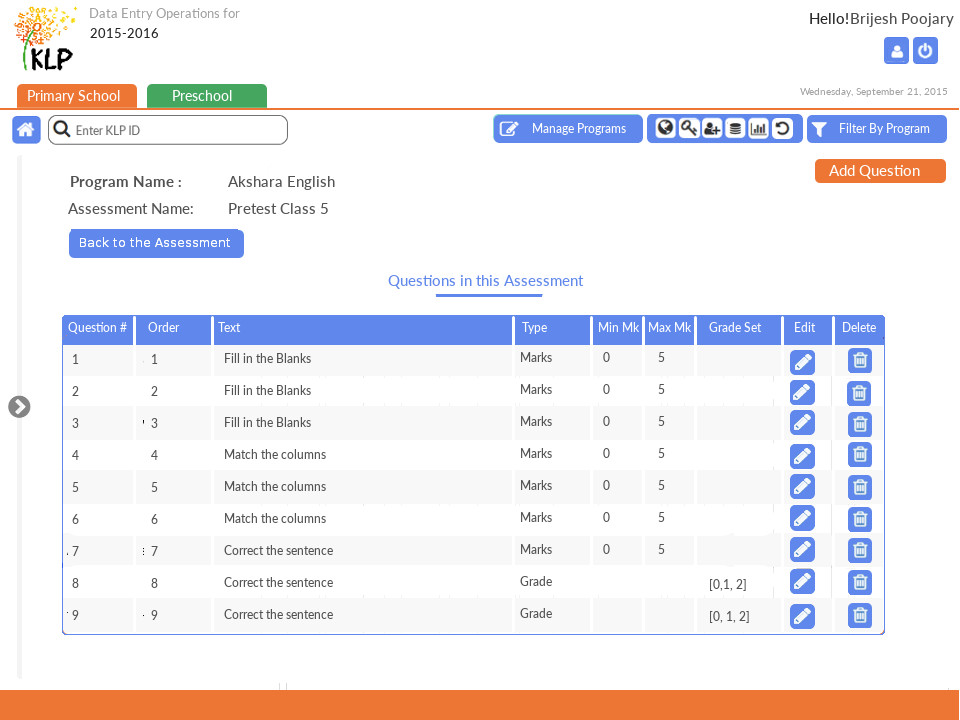 Data Entry Operations for
2015-2016
KLP
Hello!Brijesh Poojary
Primary School
Preschool
Wednesday, September 21, 2015
Enter KLP ID
Manage Programs
Filter By Program
Add Question
Program Name : Akshara English
Assessment Name: Pretest Class 5
Back to the Assessment
Questions in this Assessment
Question # Order Text Type Min Mk Max Mk Grade Set Edit Delete
1 1 Fill in the Blanks Marks 0 5
2 2 Fill in the Blanks Marks 0 5
3 3 Fill in the Blanks Marks 0 5
4 4 Match the columns Marks 0 5
5 5 Match the columns Marks 0 5
6 6 Match the columns Marks 0 5
7 7 Correct the sentence Marks 0 5
8 8 Correct the sentence Grade [0,1, 2]
9 9 Correct the sentence Grade [0, 1, 2]